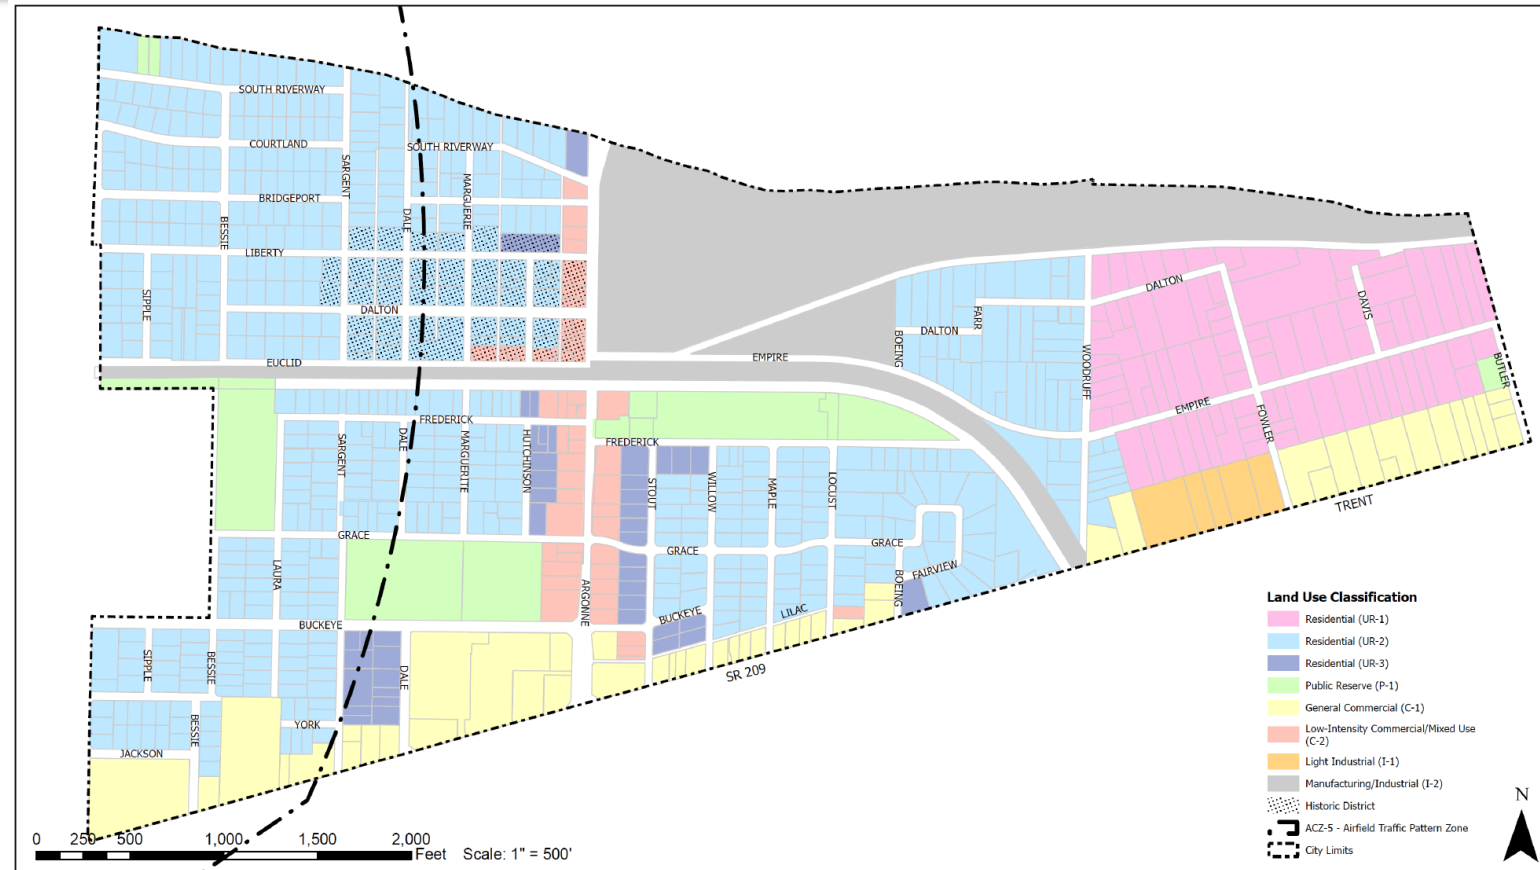 SOUTH RIVERWAY
COURTLAND
SOUTH RIVERWAY
SARGENT
BRIDGEPORT
MARGUERIE
DALE
BESSIE
LIBERTY
SIPPLE
DALTON
DALTON
DAVIS
FARR
DALTON
BOEING
WOODRUFF
EUCLID
EMPIRE
BUTLER
EMPIRE
FOWLER
FREDERICK
FREDERICK
SARGENT
DALE
MARGUERITE
HUTCHINSON
STOUT
WILLOW
MAPLE
LOCUST
TRENT
GRACE
GRACE
GRACE
LAURA
ARGONNE
BOEING
FAIRVIEW
BUCKEYE
BUCKEYE
LILAC
SIPPLE
BESSIE
DALE
SR 209
BESSIE
YORK
JACKSON
Land Use Classification
Residential (UR-1)
Residential (UR-2)
Residential (UR-3)
Public Reserve (P-1)
General Commercial (C-1)
Low-Intensity Commercial/Mixed Use
(C-2)
Light Industrial (I-1)
Manufacturing/Industrial (I-2)
Historic District
ACZ-5 - Airfield Traffic Pattern Zone
City Limits
N
0 250 500 1,000 1,500 2,000
Feet Scale: 1" = 500'